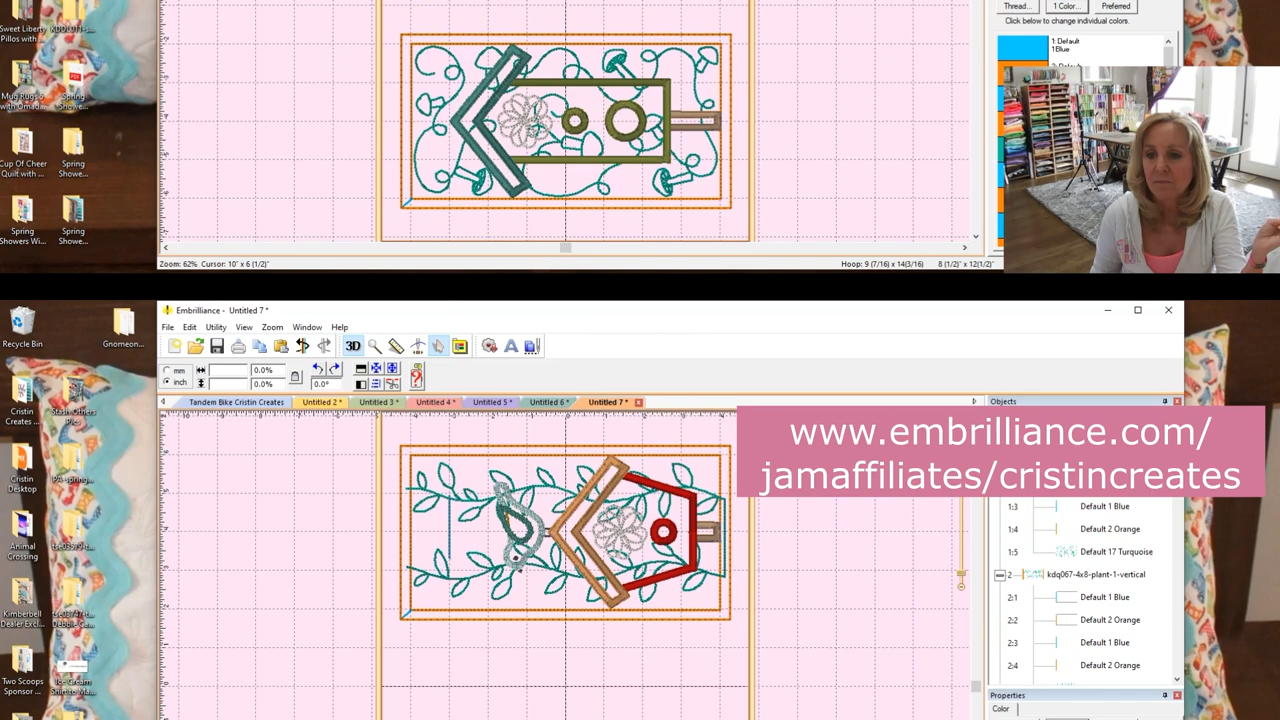 Sweet Liberty
Pillos with ...
Mug Rugs
Spring
Showe...
Cup Of Cheer
Quilt with ...
Spring
Showe...
Spring
Showers Wi...
Spring
Showe...
Thread...
1 Color...
Preferred
Click below to change individual colors.
1: Default
1Blue
Zoom: 62% Cursor: 10" x 6 (1/2)"
Hoop: 9 (7/16) x 14(3/16)
8 (1/2)" x 12(1/2)"
Embrilliance - Untitled 7 *
File Edit Utility View Zoom Window Help
3D
mm
inch
0.0%
0.0%
0.0°
Tandem Bike Cristin Creates
Untitled 2 *
Untitled 3 *
Untitled 4 *
Untitled 5 *
Untitled 6 *
Untitled 7 *
Objects
www.embrilliance.com/
jamaffiliates/cristincreates
1:3 Default 1 Blue
1:4 Default 2 Orange
1:5 Default 17 Turquoise
2 kdq067-4x8-plant-1-vertical
2:1 Default 1 Blue
2:2 Default 2 Orange
2:3 Default 1 Blue
2:4 Default 2 Orange
Properties
Color
Recycle Bin
Gnomeon...
Cristin
Creates ...
Stash Others
Pics
Cristin
Desktop
Animal
Crossing
Kimberbell
Dealer Excl...
Two Scoops
Sponsor ...